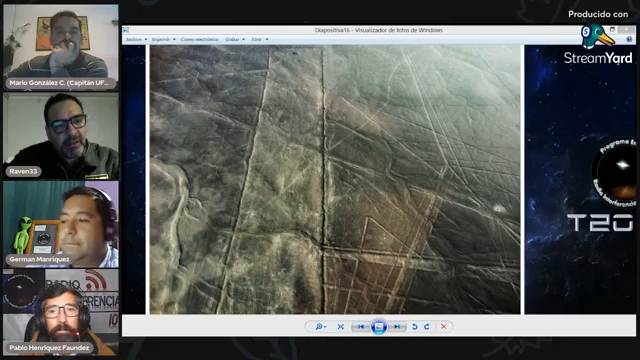 Producido con
StreamYard
Diapositiva16 - Visualizador de fotos de Windows
Archivo
Imprimir
Correo electrónico
Grabar
Abrir
Mario González C. (Capitán UF...
Raven33
German Manriquez
Pablo Henriquez Faundez
T20